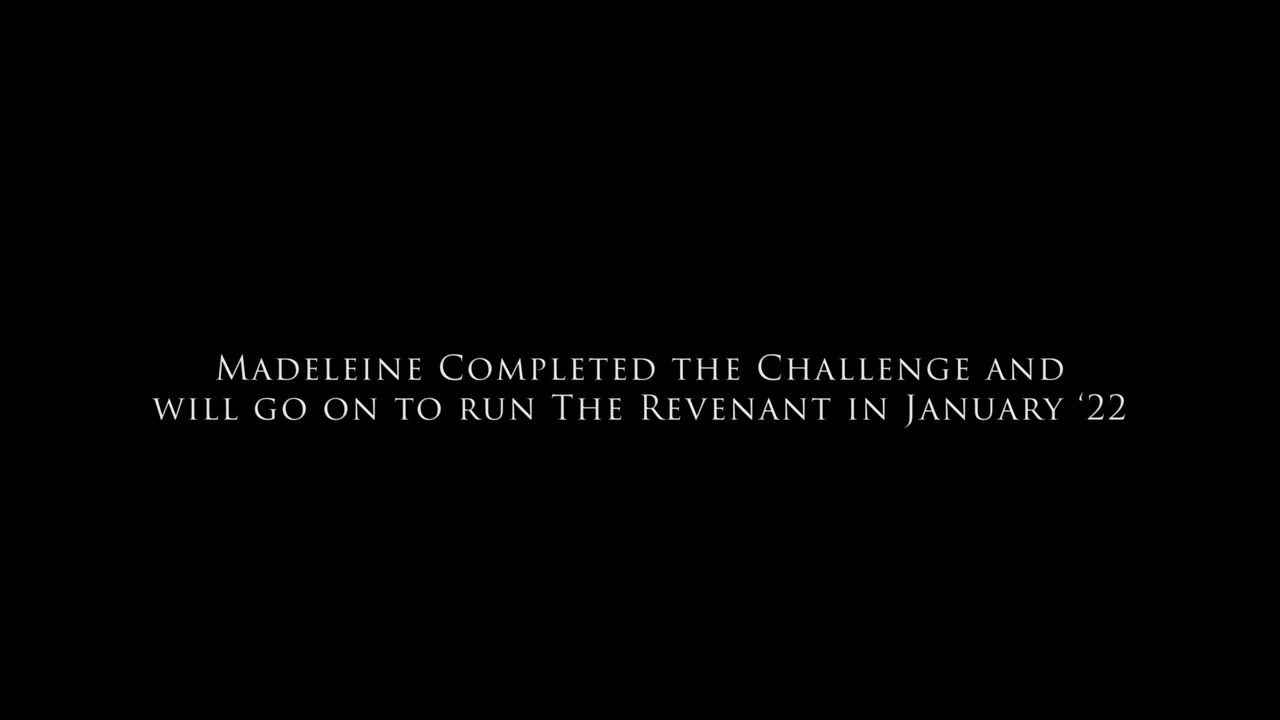 Madeleine Completed the Challenge and
will go on to run The Revenant in January ‘22